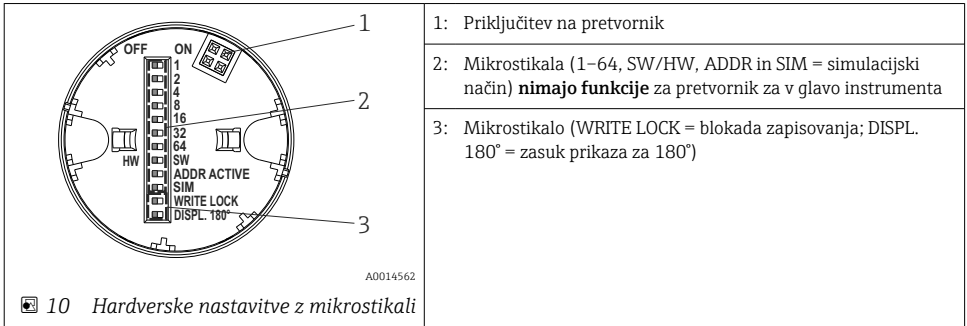 OFF ON
1
2
4
8
16
32
64
HW SW
ADDR ACTIVE
SIM
WRITE LOCK
DISPL. 180°
1
2
3
A0014562
10 Hardverske nastavitve z mikrostikali
1: Priključitev na pretvornik
2: Mikrostikala (1–64, SW/HW, ADDR in SIM = simulacijski
način) nimajo funkcije za pretvornik za v glavo instrumenta
3: Mikrostikalo (WRITE LOCK = blokada zapisovanja; DISPL.
180° = zasuk prikaza za 180°)